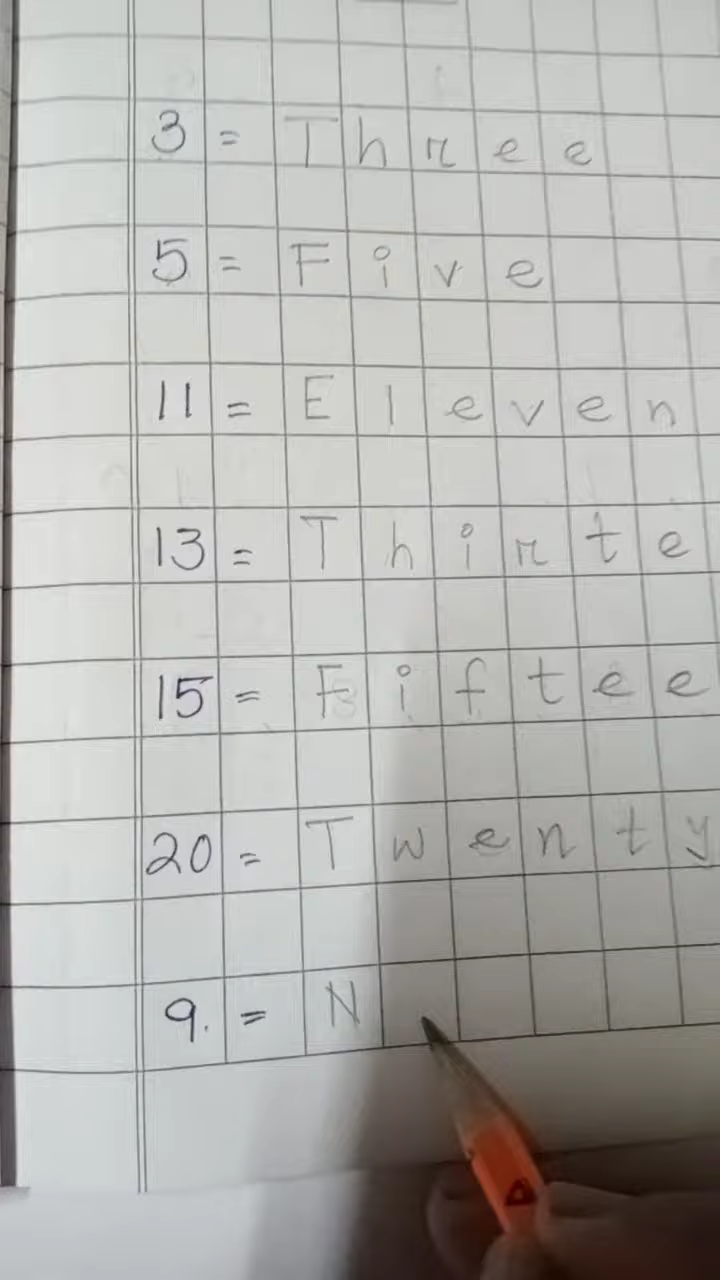 3 = Three
5 = Five
11 = Eleven
13 = Thirte
15 = Fiftee
20 = Twenty
9. = N